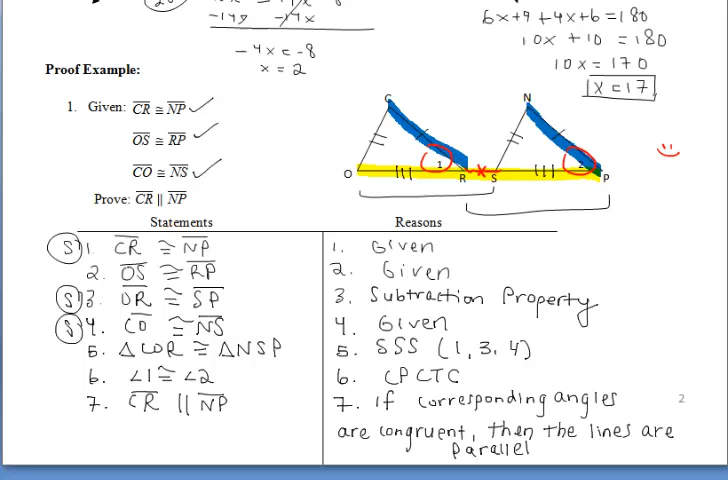 -14x -14x
-4x = -8
x = 2
6x+9 +4x+6 = 180
10x + 10 = 180
10x = 170
x = 17
Proof Example:
1. Given: CR ≅ NP
OS ≅ RP
CO ≅ NS
Prove: CR || NP
C N
1 2
O R S P
Statements Reasons
S 1. CR ≅ NP 1. Given
2. OS ≅ RP 2. Given
S 3. OR ≅ SP 3. Subtraction Property
S 4. CO ≅ NS 4. Given
5. △COR ≅ △NSP 5. SSS (1, 3, 4)
6. ∠1 ≅ ∠2 6. CPCTC
7. CR || NP 7. If corresponding angles
are congruent, then the lines are
parallel
2